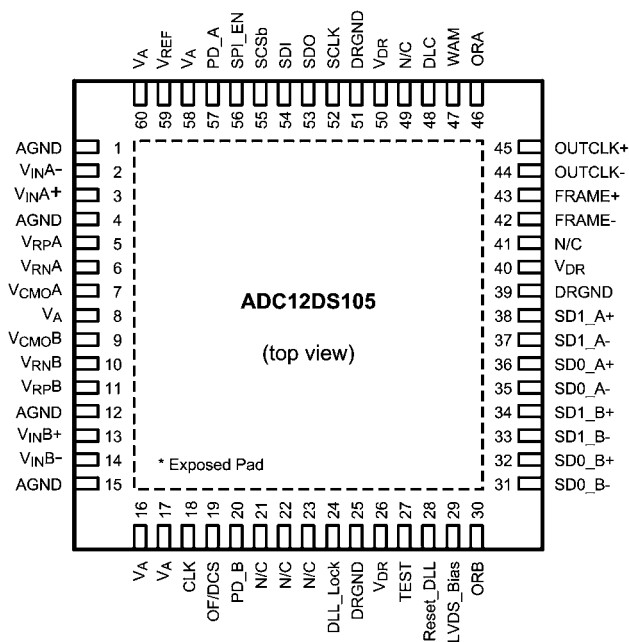 VA
VREF
VA
PD_A
SPI_EN
SCSb
SDI
SDO
SCLK
DRGND
VDR
N/C
DLC
WAM
ORA
60 59 58 57 56 55 54 53 52 51 50 49 48 47 46
AGND 1
VINA- 2
VINA+ 3
AGND 4
VRPA 5
VRNA 6
VCMOA 7
VA 8
VCMOB 9
VRNB 10
VRPB 11
AGND 12
VINB+ 13
VINB- 14
AGND 15
ADC12DS105
(top view)
* Exposed Pad
45 OUTCLK+
44 OUTCLK-
43 FRAME+
42 FRAME-
41 N/C
40 VDR
39 DRGND
38 SD1_A+
37 SD1_A-
36 SD0_A+
35 SD0_A-
34 SD1_B+
33 SD1_B-
32 SD0_B+
31 SD0_B-
16 17 18 19 20 21 22 23 24 25 26 27 28 29 30
VA
VA
CLK
OF/DCS
PD_B
N/C
N/C
N/C
DLL_Lock
DRGND
VDR
TEST
Reset_DLL
LVDS_Bias
ORB